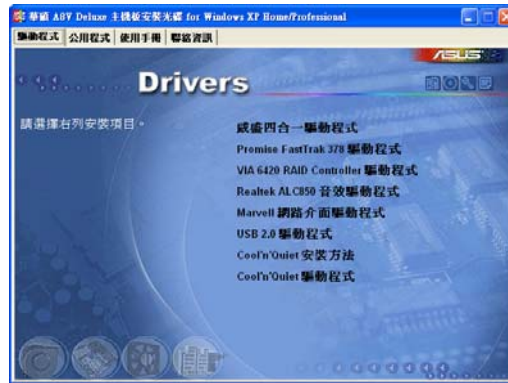 華碩 A8V Deluxe 主機板安裝光碟 for Windows XP Home/Professional
驅動程式 公用程式 使用手冊 聯絡資訊
ASUS
Drivers
請選擇右列安裝項目。
威盛四合一驅動程式
Promise FastTrak 378 驅動程式
VIA 6420 RAID Controller 驅動程式
Realtek ALC850 音效驅動程式
Marvell 網路介面驅動程式
USB 2.0 驅動程式
Cool'n'Quiet 安裝方法
Cool'n'Quiet 驅動程式